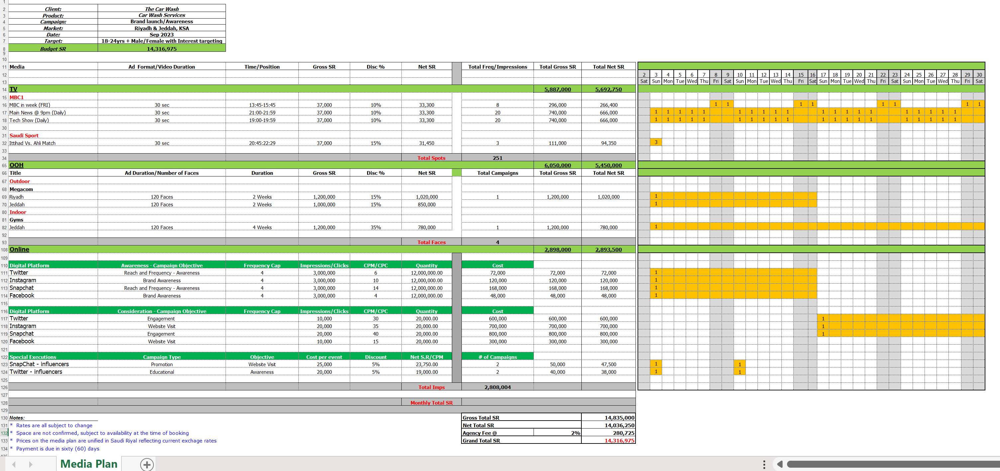 1
2 Client: The Car Wash
3 Product: Car Wash Services
4 Campaign: Brand launch/Awareness
5 Market: Riyadh & Jeddah, KSA
6 Date: Sep 2023
7 Target: 18-24yrs + Male/Female with Interest targeting
8 Budget SR 14,316,975
9
10
11 Media Ad Format/Video Duration Time/Position Gross SR Disc % Net SR Total Freq/Impressions Total Gross SR Total Net SR
12 2 3 4 5 6 7 8 9 10 11 12 13 14 15 16 17 18 19 20 21 22 23 24 25 26 27 28 29 30
13 Sat Sun Mon Tue Wed Thu Fri Sat Sun Mon Tue Wed Thu Fri Sat Sun Mon Tue Wed Thu Fri Sat Sun Mon Tue Wed Thu Fri Sat
14 TV 5,887,000 5,692,750
15 MBC1
16 MBC in week (FRI) 30 sec 13:45-15:45 37,000 10% 33,300 8 296,000 266,400 1 1 1 1 1 1 1 1
17 Main News @ 9pm (Daily) 30 sec 21:00-21:59 37,000 10% 33,300 20 740,000 666,000 1 1 1 1 1 1 1 1 1 1 1 1 1 1 1 1 1 1 1 1
18 Tech Show (Daily) 30 sec 19:00-19:59 37,000 10% 33,300 20 740,000 666,000 1 1 1 1 1 1 1 1 1 1 1 1 1 1 1 1 1 1 1 1
30
31 Saudi Sport
32 Ittihad Vs. Ahli Match 30 sec 20:45:22:29 37,000 15% 31,450 3 111,000 94,350 3
33
34 Total Spots 251
65 OOH 6,050,000 5,450,000
66 Title Ad Duration/Number of Faces Duration Gross SR Disc % Net SR Total Campaigns Total Gross SR Total Net SR
67 Outdoor
68 Megacom
69 Riyadh 120 Faces 2 Weeks 1,200,000 15% 1,020,000 1 1,200,000 1,020,000 1
70 Jeddah 120 Faces 2 Weeks 1,000,000 15% 850,000 1
80 Indoor
81 Gyms
82 Jeddah 120 Faces 4 Weeks 1,200,000 35% 780,000 1 1,200,000 780,000 1
92
93 Total Faces 4
108 Online 2,898,000 2,893,500
109
110 Digital Platform Awareness - Campaign Objective Frequency Cap Impressions/Clicks CPM/CPC Quantity Cost
111 Twitter Reach and Frequency - Awareness 4 3,000,000 6 12,000,000.00 72,000 72,000 72,000 1
112 Instagram Brand Awareness 4 3,000,000 10 12,000,000.00 120,000 120,000 120,000 1
113 Snapchat Reach and Frequency - Awareness 4 3,000,000 14 12,000,000.00 168,000 168,000 168,000 1
114 Facebook Brand Awareness 4 3,000,000 4 12,000,000.00 48,000 48,000 48,000 1
115
116 Digital Platform Consideration - Campaign Objective Frequency Cap Impressions/Clicks CPM/CPC Quantity Cost
117 Twitter Engagement 10,000 30 20,000.00 600,000 600,000 600,000 1
118 Instagram Website Visit 20,000 35 20,000.00 700,000 700,000 700,000 1
119 Snapchat Engagement 20,000 40 20,000.00 800,000 800,000 800,000 1
120 Facebook Website Visit 10,000 15 20,000.00 300,000 300,000 300,000
121
122 Special Executions Campaign Type Objective Cost per event Discount Net S.R/CPM # of Campaigns
123 SnapChat - influencers Promotion Website Visit 25,000 5% 23,750.00 2 50,000 47,500 1 1
124 Twitter - influencers Educational Awareness 20,000 5% 19,000.00 2 40,000 38,000 1 1
125
126 Total Imps 2,808,004
127
128 Monthly Total SR
129
130 Notes: Gross Total SR 14,835,000
131 * Rates are all subject to change Net Total SR 14,036,250
132 * Space are not confirmed, subject to availability at the time of booking Agency Fee @ 2% 280,725
133 * Prices on the media plan are unified in Saudi Riyal reflecting current exchage rates Grand Total SR 14,316,975
134 * Payment is due in sixty (60) days
Media Plan